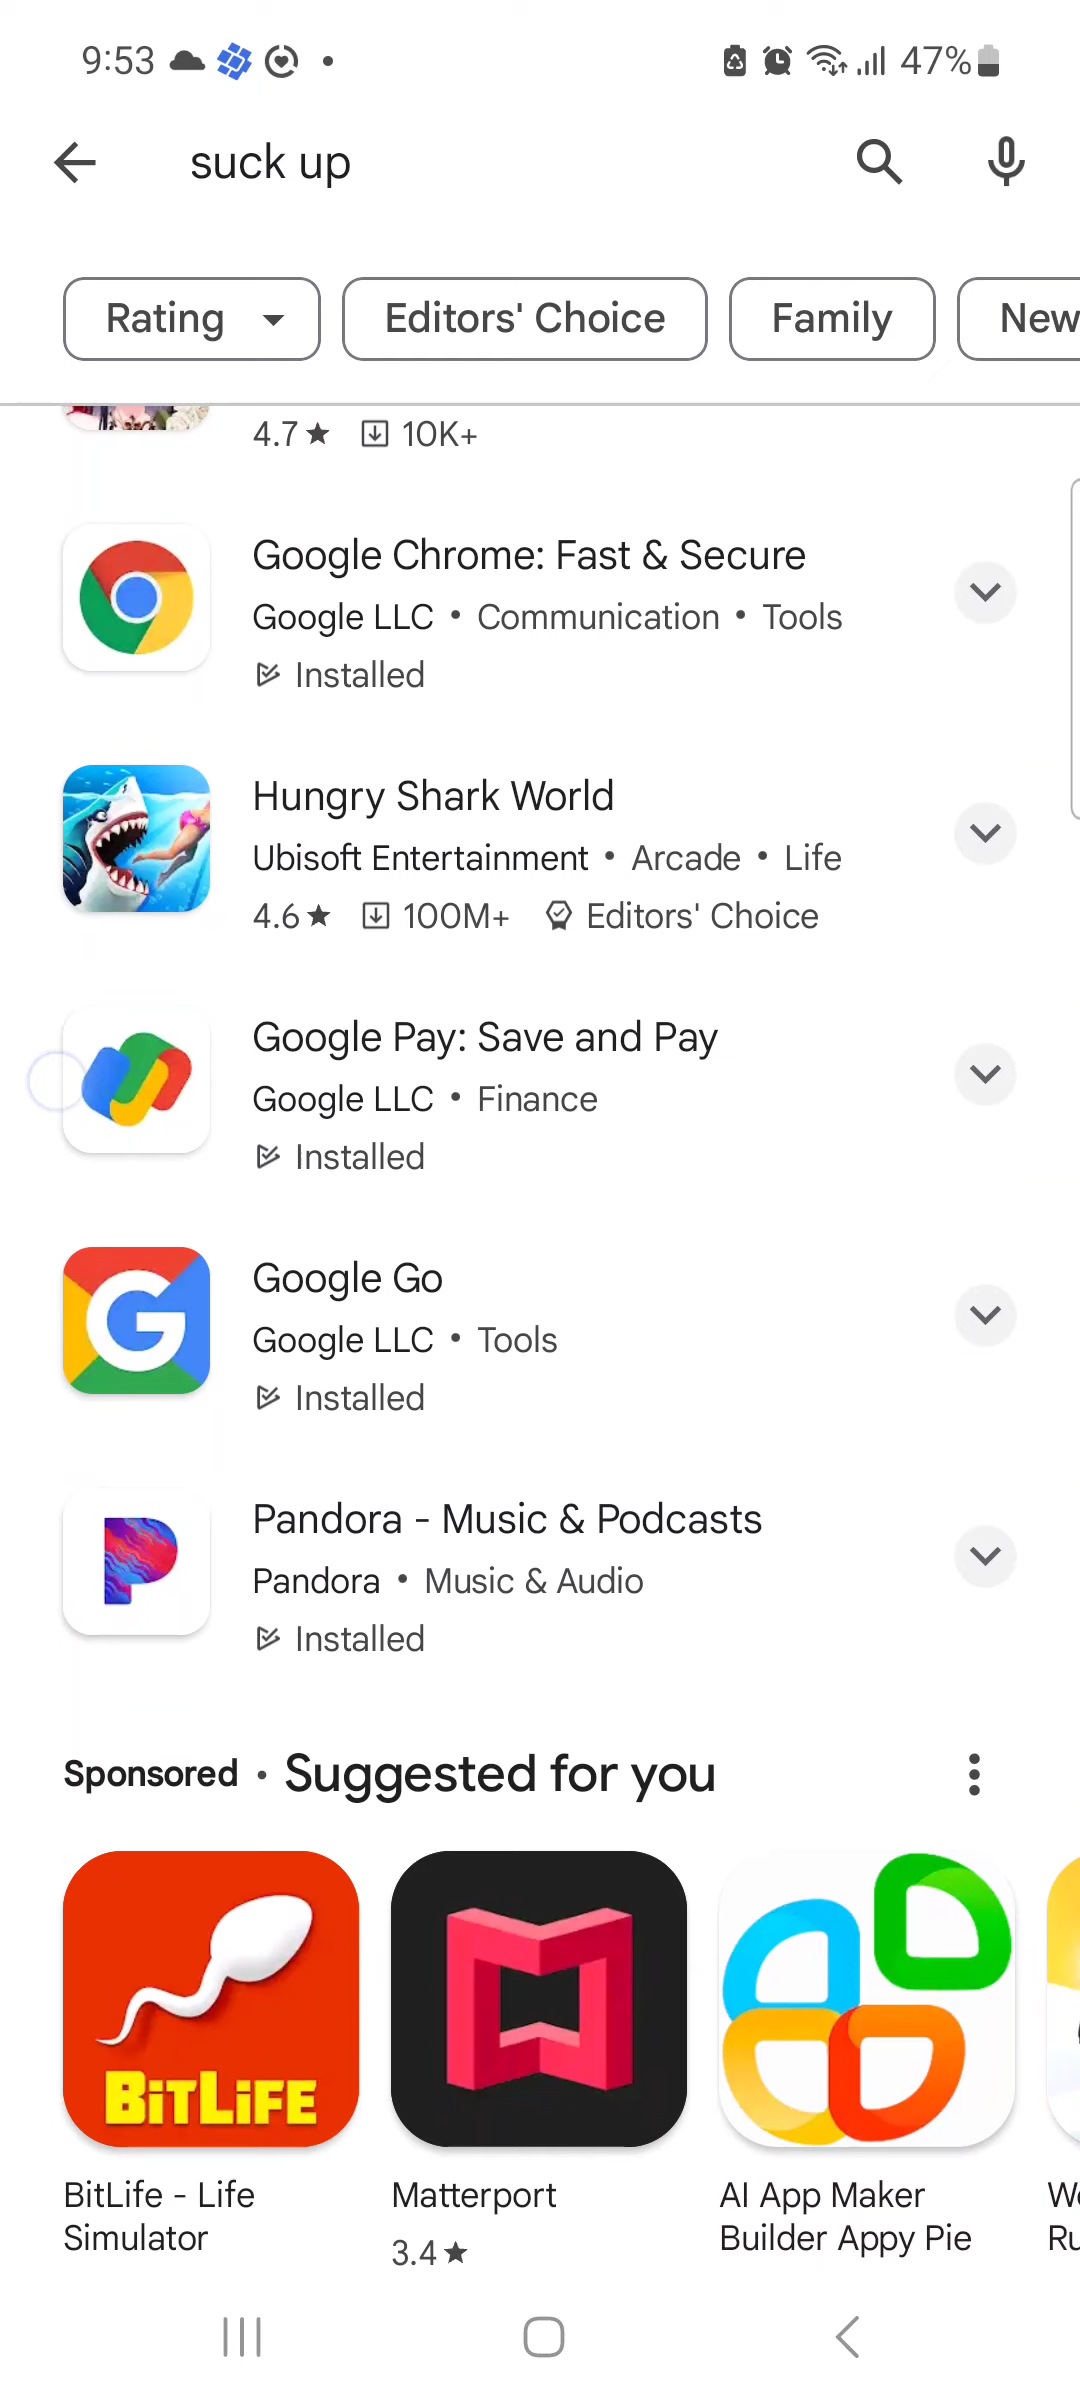 9:53
47%
suck up
Rating
Editors' Choice
Family
New
4.7 ★ 10K+
Google Chrome: Fast & Secure
Google LLC • Communication • Tools
Installed
Hungry Shark World
Ubisoft Entertainment • Arcade • Life
4.6 ★ 100M+ Editors' Choice
Google Pay: Save and Pay
Google LLC • Finance
Installed
Google Go
Google LLC • Tools
Installed
Pandora - Music & Podcasts
Pandora • Music & Audio
Installed
Sponsored • Suggested for you
BITLIFE
BitLife - Life
Simulator
Matterport
3.4 ★
AI App Maker
Builder Appy Pie